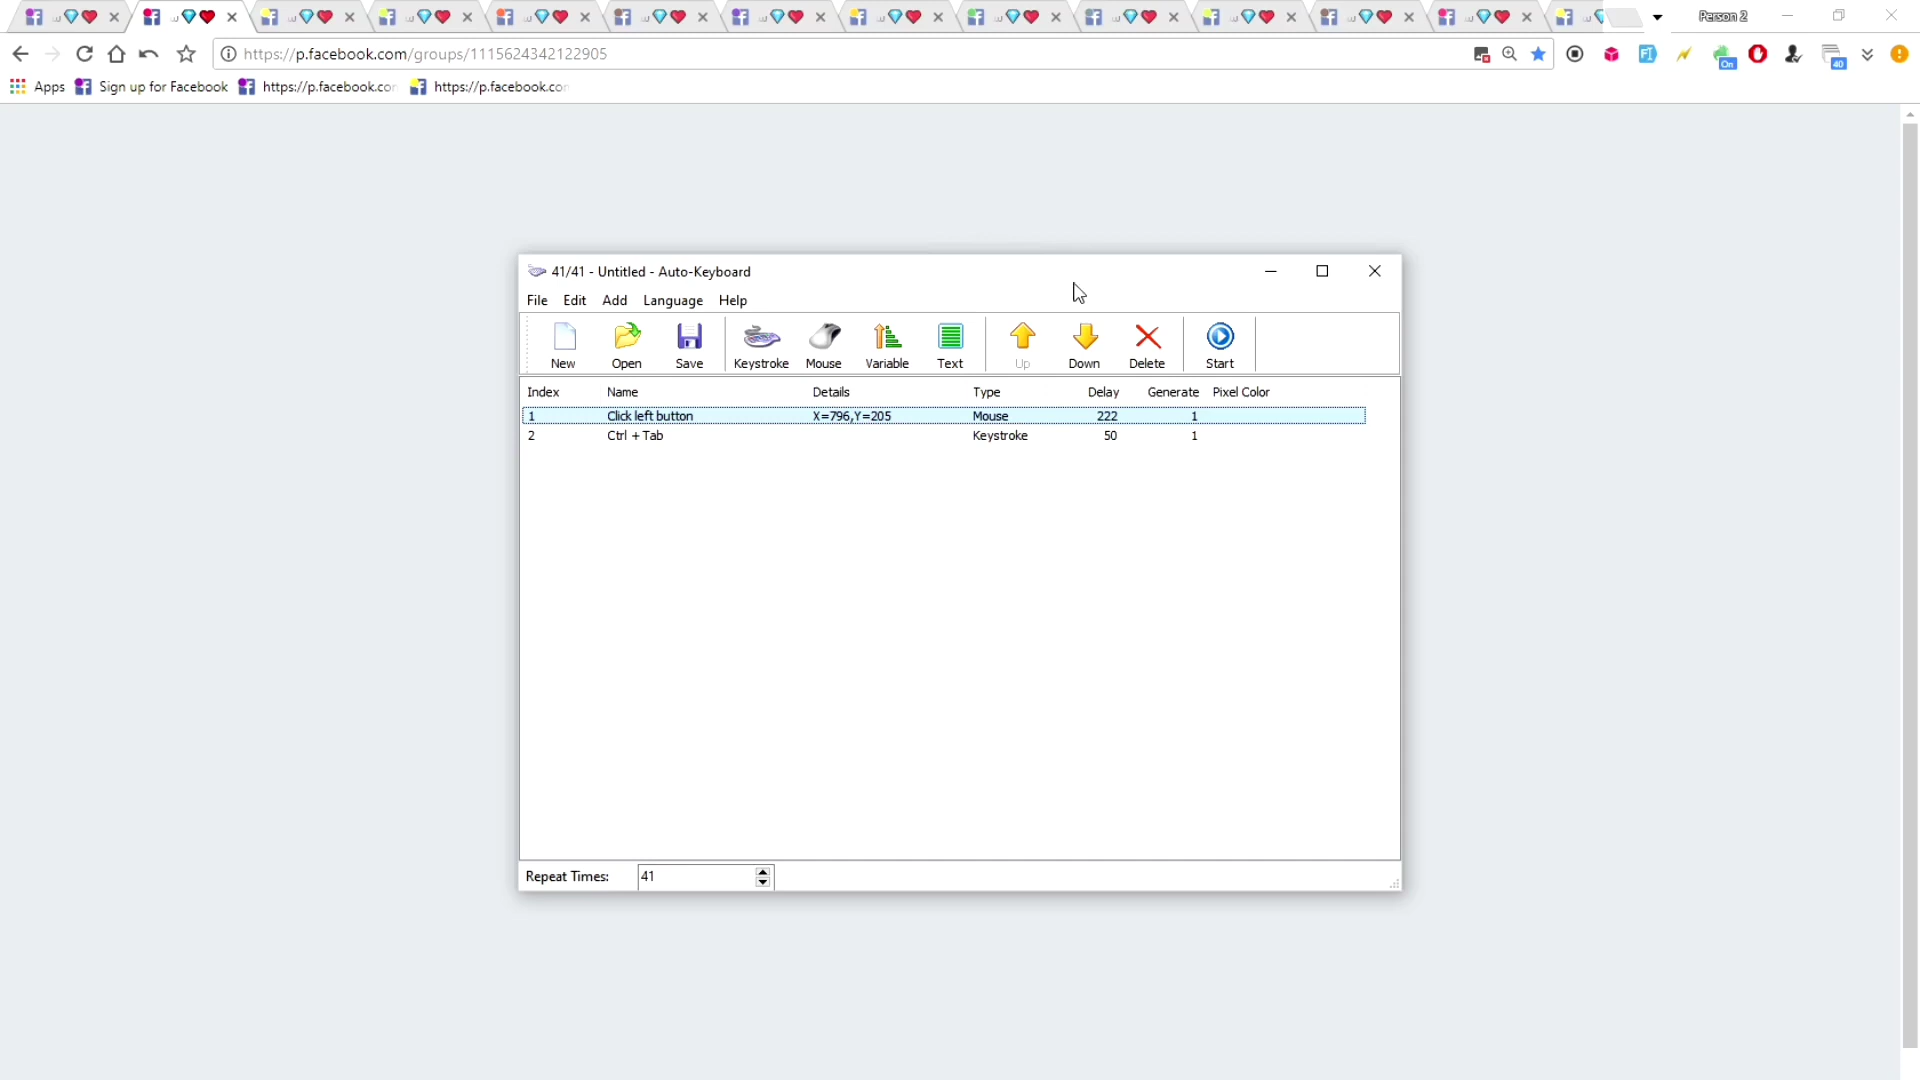 Person 2
https://p.facebook.com/groups/1115624342122905
On
40
Apps
Sign up for Facebook
https://p.facebook.co
https://p.facebook.co
41/41 - Untitled - Auto-Keyboard
File Edit Add Language Help
New Open Save Keystroke Mouse Variable Text Up Down Delete Start
Index Name Details Type Delay Generate Pixel Color
1 Click left button X=796,Y=205 Mouse 222 1
2 Ctrl + Tab Keystroke 50 1
Repeat Times: 41